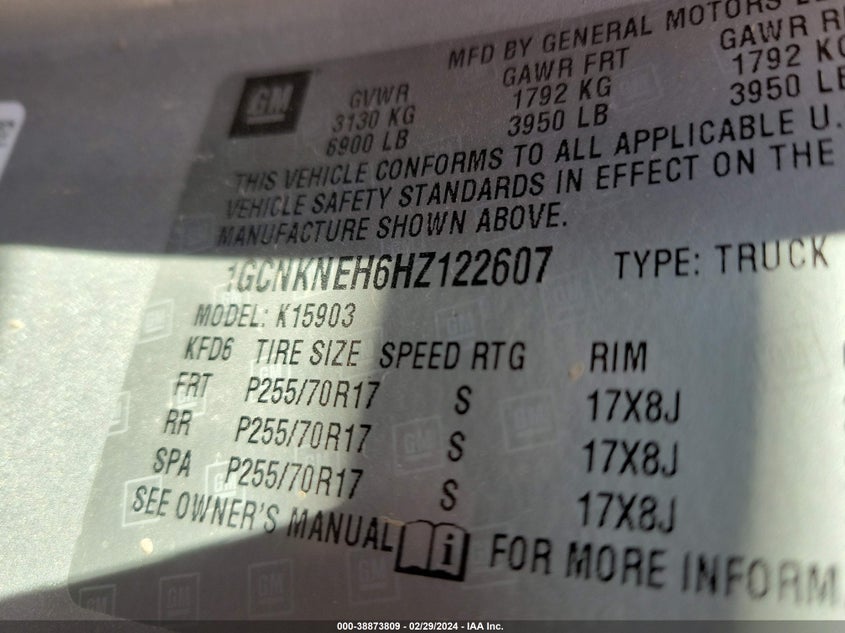 MFD BY GENERAL MOTORS
GM
GVWR GAWR FRT GAWR
3130 KG 1792 KG 1792 KG
6900 LB 3950 LB 3950 LB
THIS VEHICLE CONFORMS TO ALL APPLICABLE U.
VEHICLE SAFETY STANDARDS IN EFFECT ON THE
MANUFACTURE SHOWN ABOVE.
1GCNKNEH6HZ122607 TYPE: TRUCK
MODEL: K15903
KFD6 TIRE SIZE SPEED RTG RIM
FRT P255/70R17 S 17X8J
RR P255/70R17 S 17X8J
SPA P255/70R17 S 17X8J
SEE OWNER'S MANUAL i FOR MORE INFORM
000-38873809 - 02/29/2024 - IAA Inc.